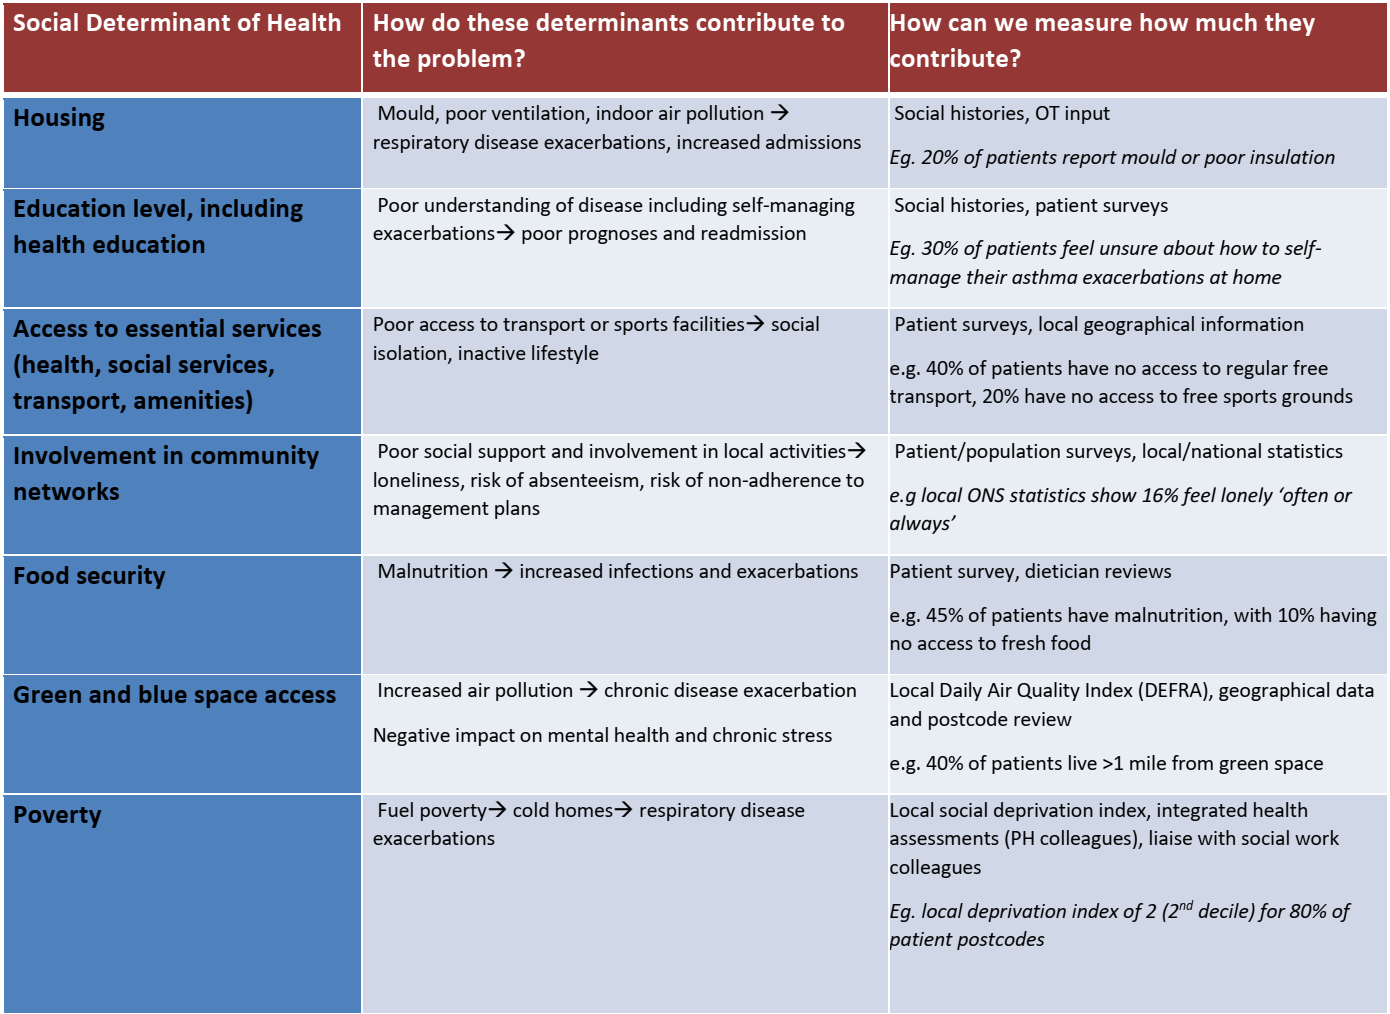 Social Determinant of Health
How do these determinants contribute to
the problem?
How can we measure how much they
contribute?
Housing
Mould, poor ventilation, indoor air pollution →
respiratory disease exacerbations, increased admissions
Social histories, OT input
Eg. 20% of patients report mould or poor insulation
Education level, including
health education
Poor understanding of disease including self-managing
exacerbations→ poor prognoses and readmission
Social histories, patient surveys
Eg. 30% of patients feel unsure about how to self-
manage their asthma exacerbations at home
Access to essential services
(health, social services,
transport, amenities)
Poor access to transport or sports facilities→ social
isolation, inactive lifestyle
Patient surveys, local geographical information
e.g. 40% of patients have no access to regular free
transport, 20% have no access to free sports grounds
Involvement in community
networks
Poor social support and involvement in local activities→
loneliness, risk of absenteeism, risk of non-adherence to
management plans
Patient/population surveys, local/national statistics
e.g local ONS statistics show 16% feel lonely ‘often or
always’
Food security
Malnutrition → increased infections and exacerbations
Patient survey, dietician reviews
e.g. 45% of patients have malnutrition, with 10% having
no access to fresh food
Green and blue space access
Increased air pollution → chronic disease exacerbation
Negative impact on mental health and chronic stress
Local Daily Air Quality Index (DEFRA), geographical data
and postcode review
e.g. 40% of patients live >1 mile from green space
Poverty
Fuel poverty→ cold homes→ respiratory disease
exacerbations
Local social deprivation index, integrated health
assessments (PH colleagues), liaise with social work
colleagues
Eg. local deprivation index of 2 (2nd decile) for 80% of
patient postcodes